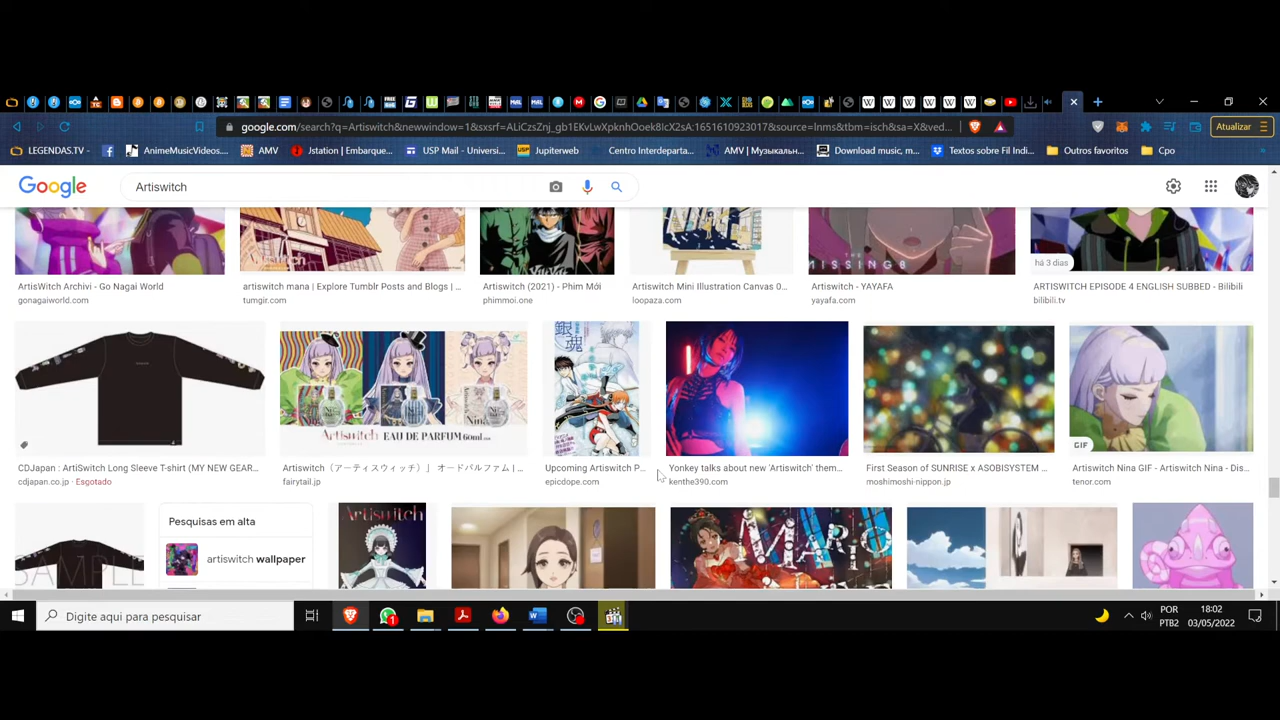 google.com/search?q=Artiswitch&newwindow=1&sxsrf=ALiCzsZnj_gb1EKvLwXpknhOoek8lcX2sA:1651610923017&source=lnms&tbm=isch&sa=X&ved...
Atualizar
LEGENDAS.TV -
AnimeMusicVideos....
AMV
Jstation | Embarque...
USP Mail - Universi...
Jupiterweb
Centro Interdeparta...
AMV | Музыкальн...
Download music, m...
Textos sobre Fil Indi...
Outros favoritos
Cpo
Google
Artiswitch
MISSING8
há 3 dias
ArtisWitch Archivi - Go Nagai World
gonagaiworld.com
artiswitch mana | Explore Tumblr Posts and Blogs | ...
tumgir.com
Artiswitch (2021) - Phim Mới
phimmoi.one
Artiswitch Mini Illustration Canvas 0...
loopaza.com
Artiswitch - YAYAFA
yayafa.com
ARTISWITCH EPISODE 4 ENGLISH SUBBED - Bilibili
bilibili.tv
Artiswitch EAU DE PARFUM 60ml
銀魂
GIF
CDJapan : ArtiSwitch Long Sleeve T-shirt (MY NEW GEAR...
cdjapan.co.jp · Esgotado
Artiswitch（アーティスウィッチ）」 オードパルファム | ...
fairytail.jp
Upcoming Artiswitch P...
epicdope.com
Yonkey talks about new 'Artiswitch' them...
kenthe390.com
First Season of SUNRISE x ASOBISYSTEM ...
moshimoshi-nippon.jp
Artiswitch Nina GIF - Artiswitch Nina - Dis...
tenor.com
SAMPLE
Pesquisas em alta
artiswitch wallpaper
Artiswitch
MARIO
Digite aqui para pesquisar
POR
PTB2
18:02
03/05/2022